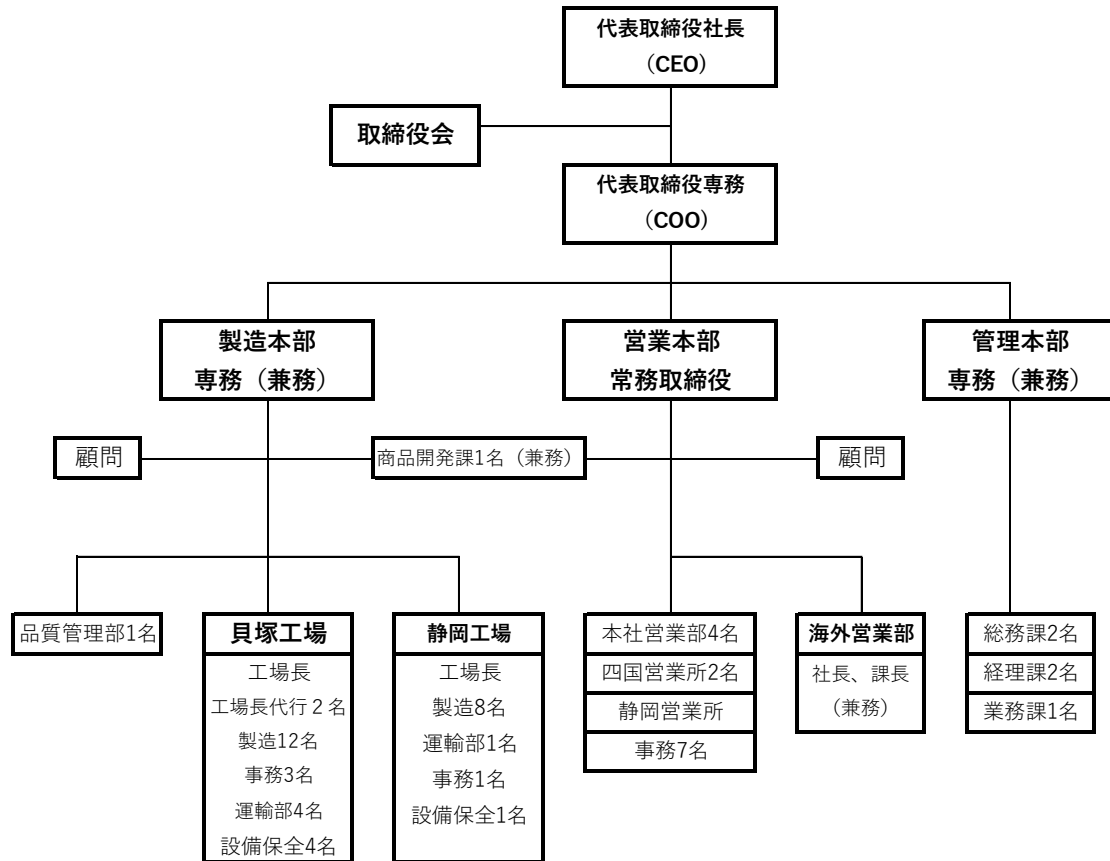 代表取締役社長
（CEO）
取締役会
代表取締役専務
（COO）
製造本部
専務（兼務）
営業本部
常務取締役
管理本部
専務（兼務）
顧問
商品開発課1名（兼務）
顧問
品質管理部1名
貝塚工場
工場長
工場長代行２名
製造12名
事務3名
運輸部4名
設備保全4名
静岡工場
工場長
製造8名
運輸部1名
事務1名
設備保全1名
本社営業部4名
四国営業所2名
静岡営業所
事務7名
海外営業部
社長、課長
（兼務）
総務課2名
経理課2名
業務課1名